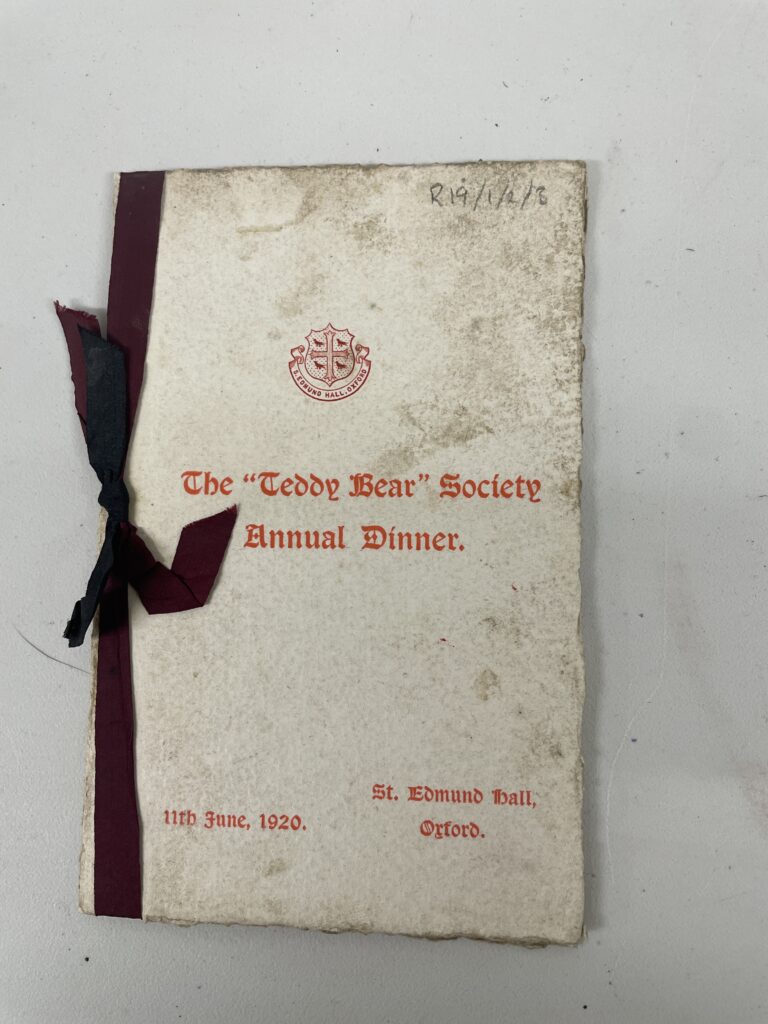 R19/1/2/8
S. EDMUND HALL, OXFORD
The “Teddy Bear” Society
Annual Dinner.
11th June, 1920.
St. Edmund Hall,
Oxford.